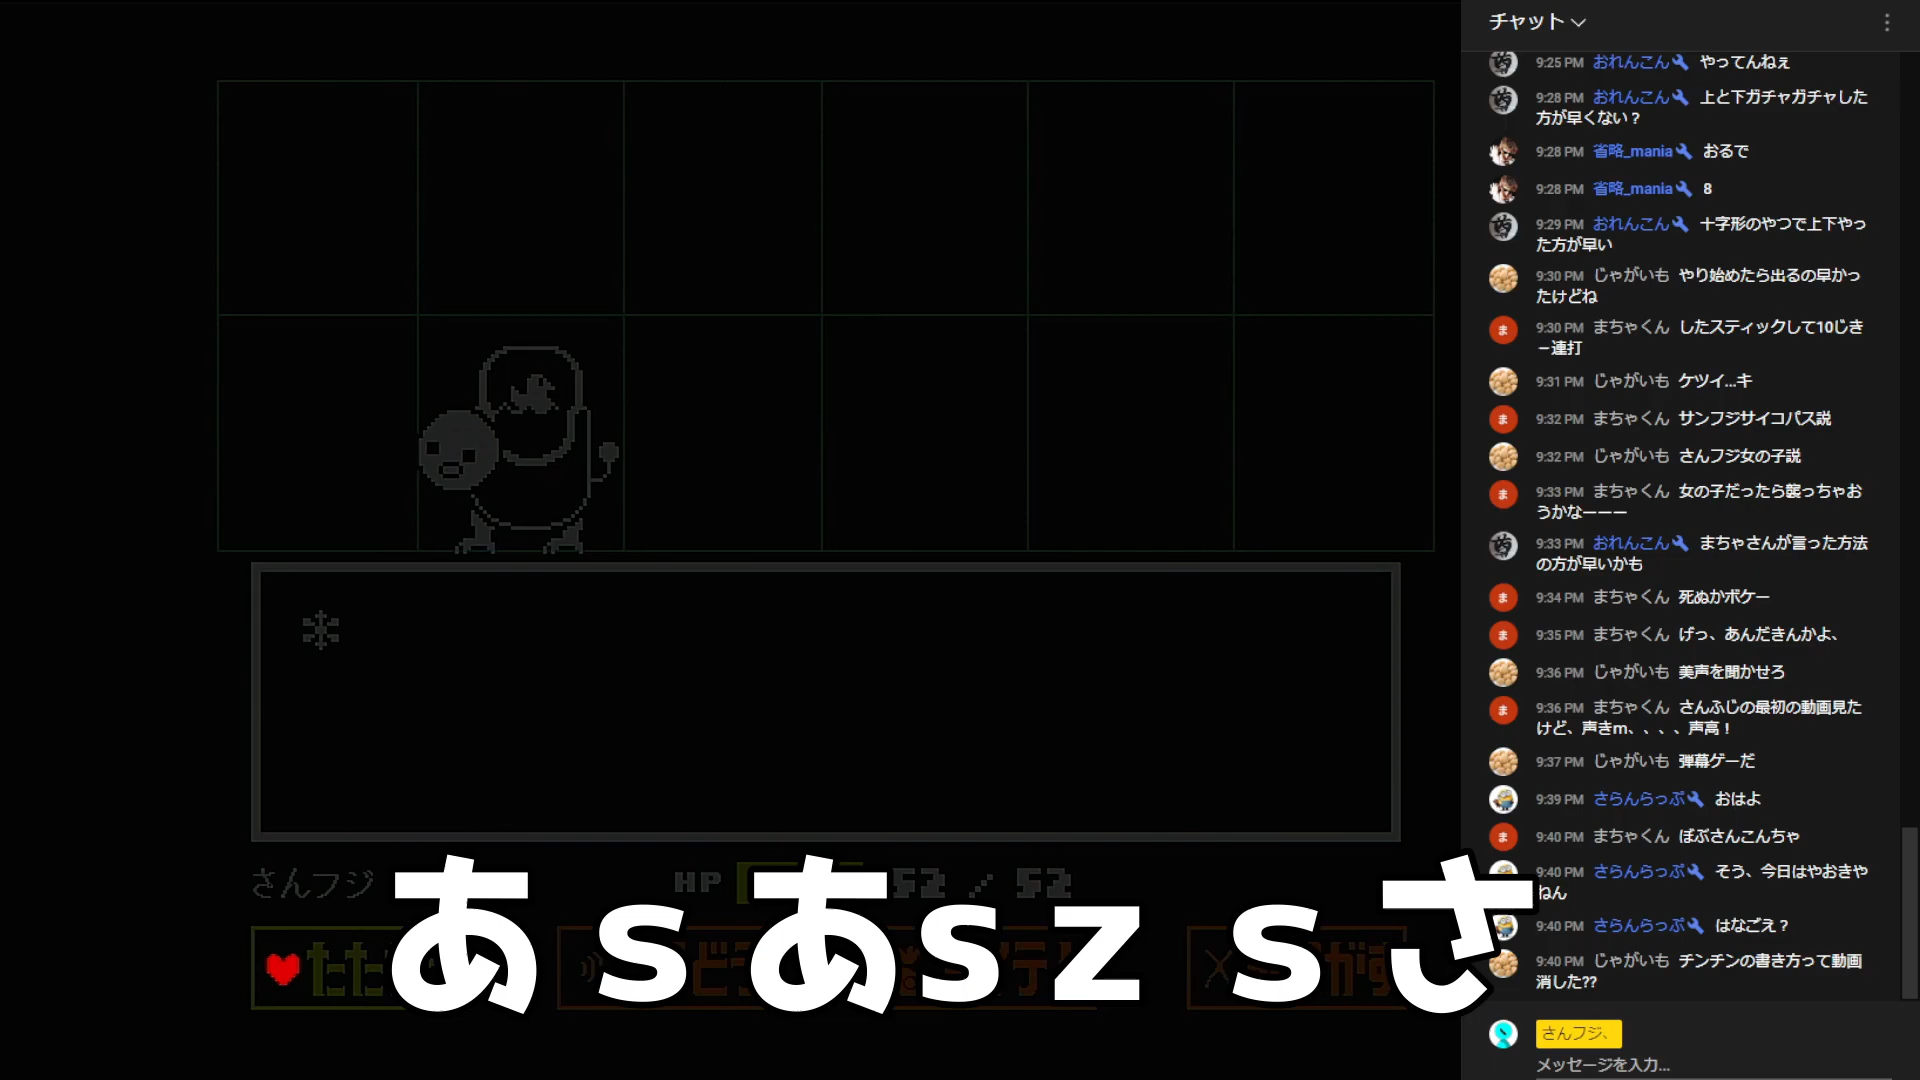 チャット
9:25 PM おれんこん やってんねぇ
9:28 PM おれんこん 上と下ガチャガチャした
方が早くない？
9:28 PM 省略_mania おるで
9:28 PM 省略_mania 8
9:29 PM おれんこん 十字形のやつで上下やっ
た方が早い
9:30 PM じゃがいも やり始めたら出るの早かっ
たけどね
9:30 PM まちゃくん したスティックして10じき
ー連打
9:31 PM じゃがいも ケツイ...キ
9:32 PM まちゃくん サンフジサイコパス説
9:32 PM じゃがいも さんフジ女の子説
9:33 PM まちゃくん 女の子だったら襲っちゃお
うかなーーー
9:33 PM おれんこん まちゃさんが言った方法
の方が早いかも
9:34 PM まちゃくん 死ぬかボケー
9:35 PM まちゃくん げっ、あんだきんかよ、
9:36 PM じゃがいも 美声を聞かせろ
9:36 PM まちゃくん さんふじの最初の動画見た
けど、声きm、、、、声高！
9:37 PM じゃがいも 弾幕ゲーだ
9:39 PM さらんらっぷ おはよ
9:40 PM まちゃくん ぼぶさんこんちゃ
9:40 PM さらんらっぷ そう、今日はやおきや
ねん
9:40 PM さらんらっぷ はなごえ？
9:40 PM じゃがいも チンチンの書き方って動画
消した??
さんフジ、
メッセージを入力...
さんフジ HP 52 / 52
あsあsz sさ